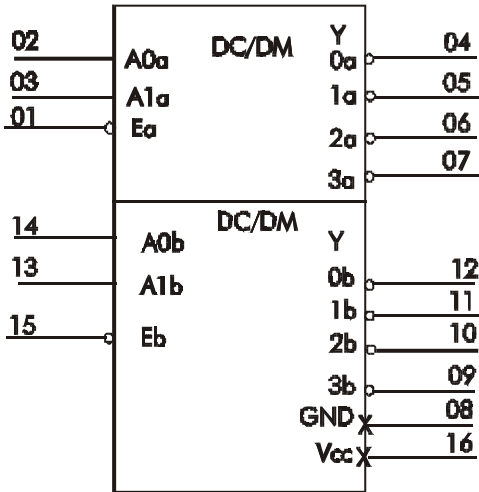 02 A0a DC/DM Y 0a 04
03 A1a 1a 05
01 Ea 2a 06
3a 07
DC/DM
14 A0b Y
13 A1b 0b 12
1b 11
15 Eb 2b 10
3b 09
GND 08
Vcc 16